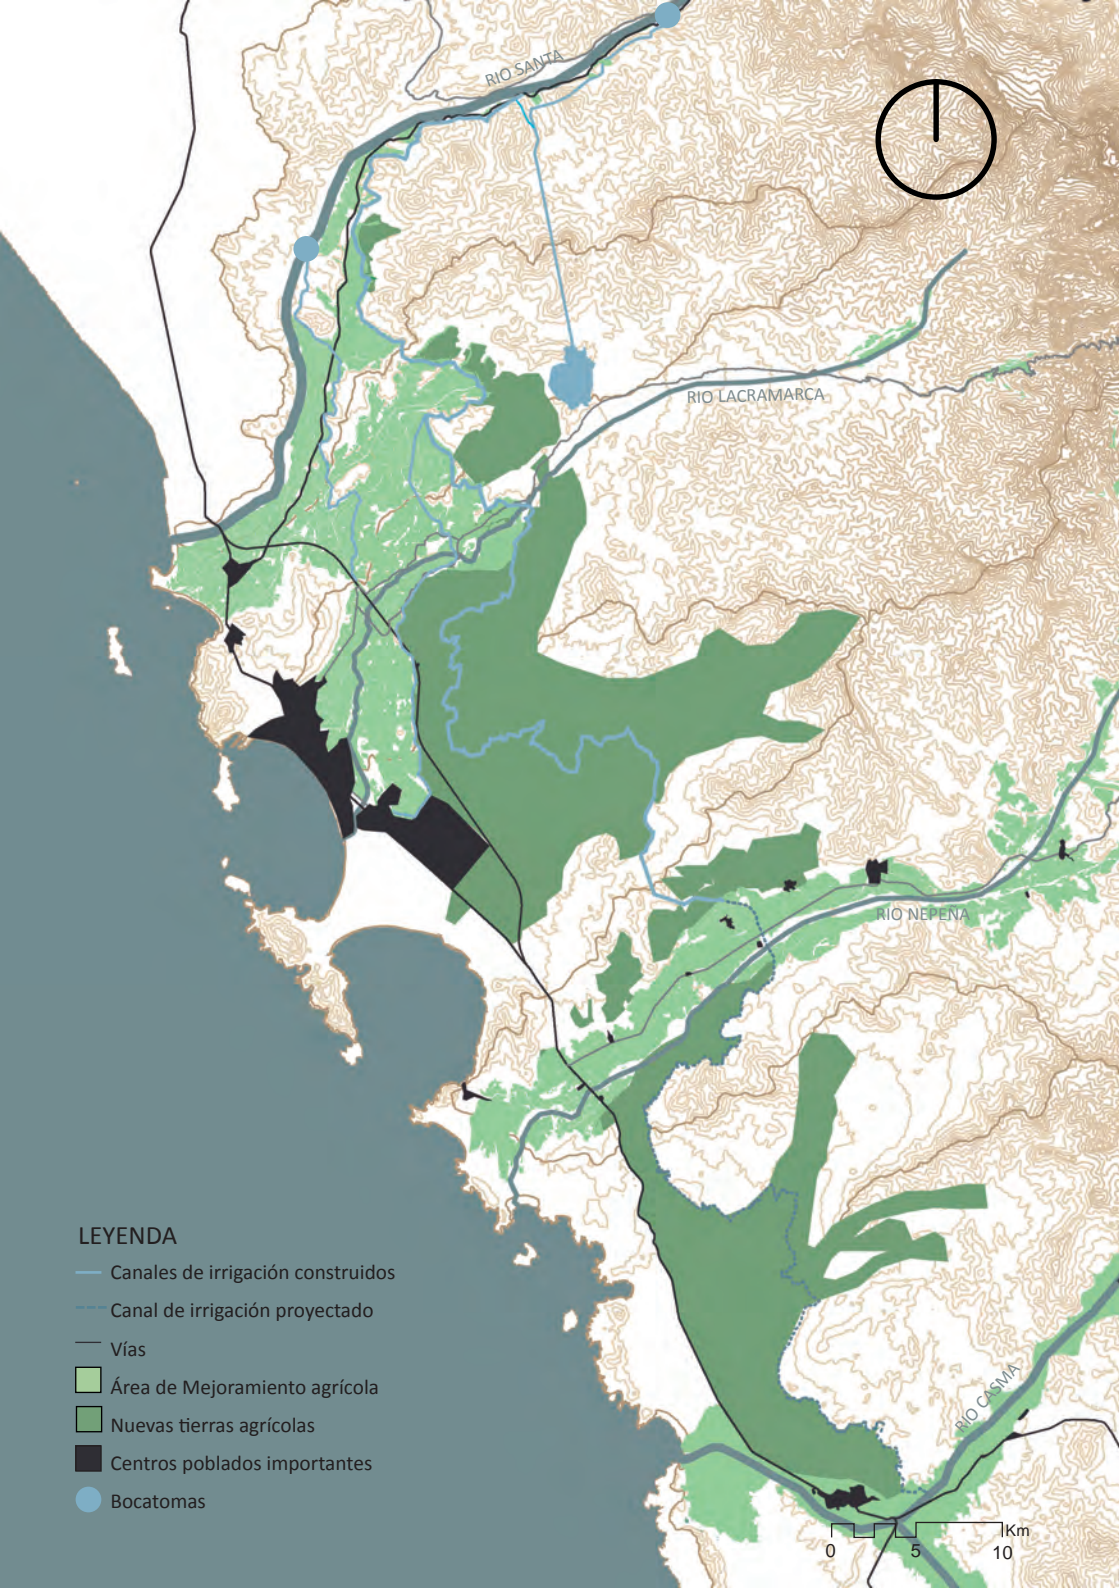 RIO SANTA
RIO LACRAMARCA
RIO NEPEÑA
RIO CASMA
LEYENDA
Canales de irrigación construidos
Canal de irrigación proyectado
Vías
Área de Mejoramiento agrícola
Nuevas tierras agrícolas
Centros poblados importantes
Bocatomas
Km
0 5 10